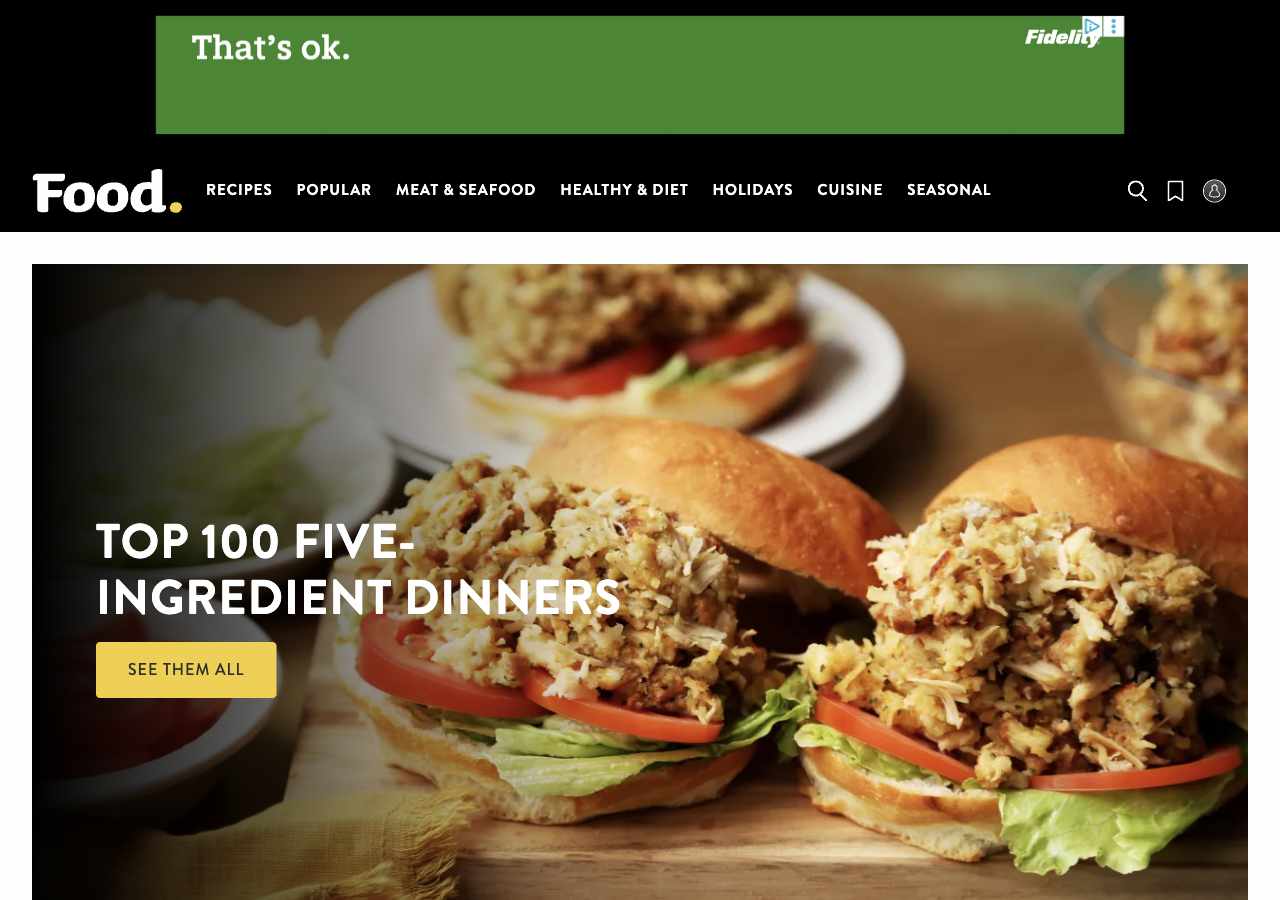 That's ok.
Fidelity
Food.
RECIPES POPULAR MEAT & SEAFOOD HEALTHY & DIET HOLIDAYS CUISINE SEASONAL
TOP 100 FIVE-
INGREDIENT DINNERS
SEE THEM ALL